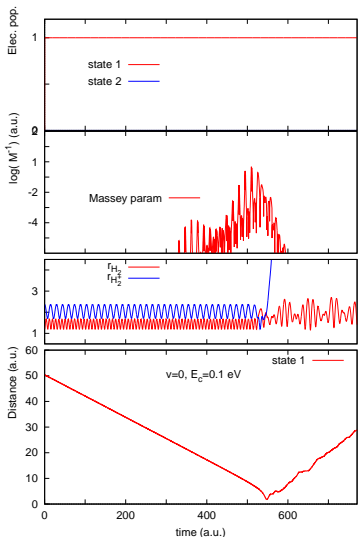 Elec. pop.
1
state 1
state 2
0
log( M⁻¹) (a.u.)
2
-1
-2
-4
Massey param
r_H₂
r_H₂⁺
3
1
Distance (a.u.)
60
50
40
30
20
10
0
state 1
v=0, E_c=0.1 eV
0 200 400 600
time (a.u.)